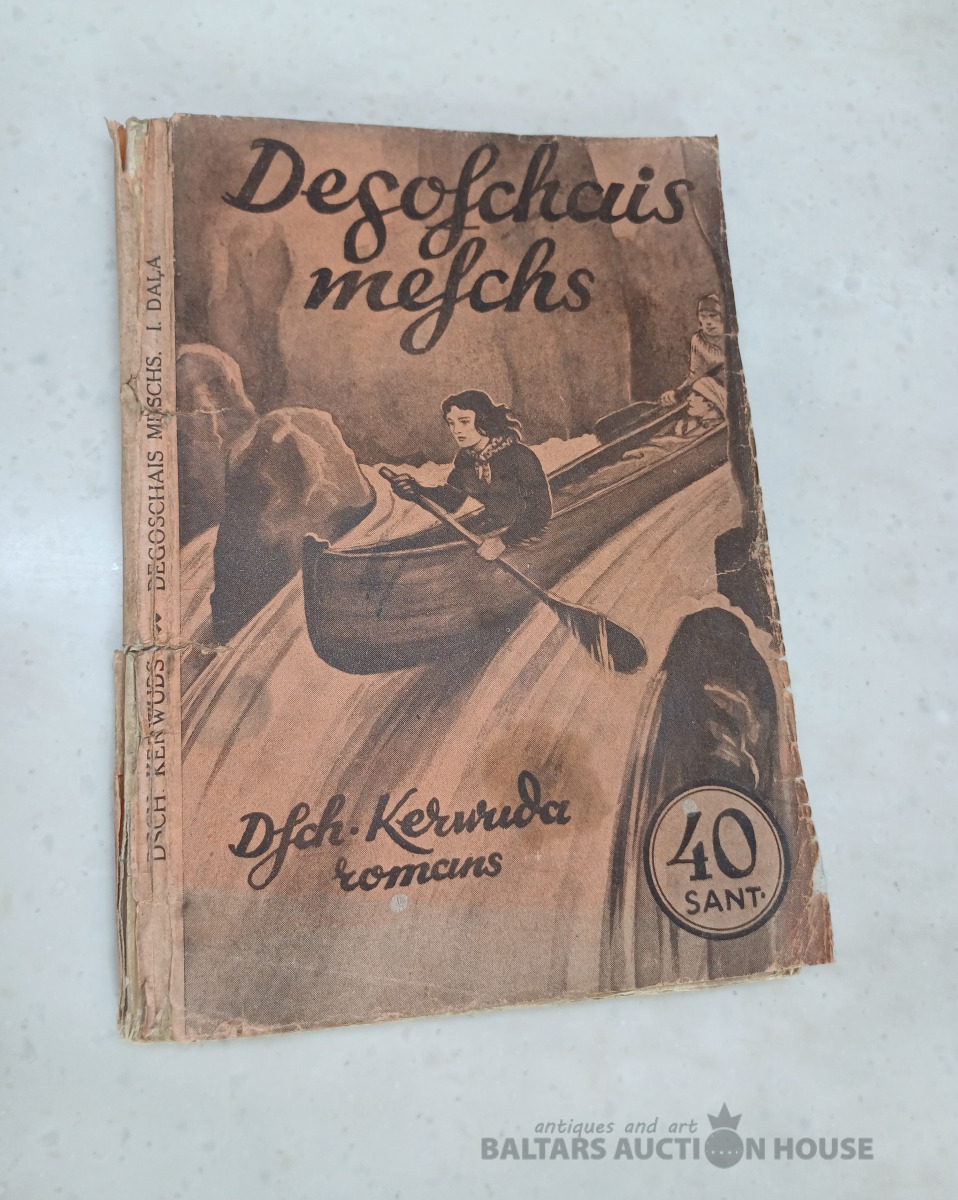 Degoſchais
meſchs
Dſch. Kerwuda
romans
40
SANT.
DSCH. KERWUDS DEGOSCHAIS MESCHS. I. DAĻA
antiques and art
BALTARS AUCTION HOUSE